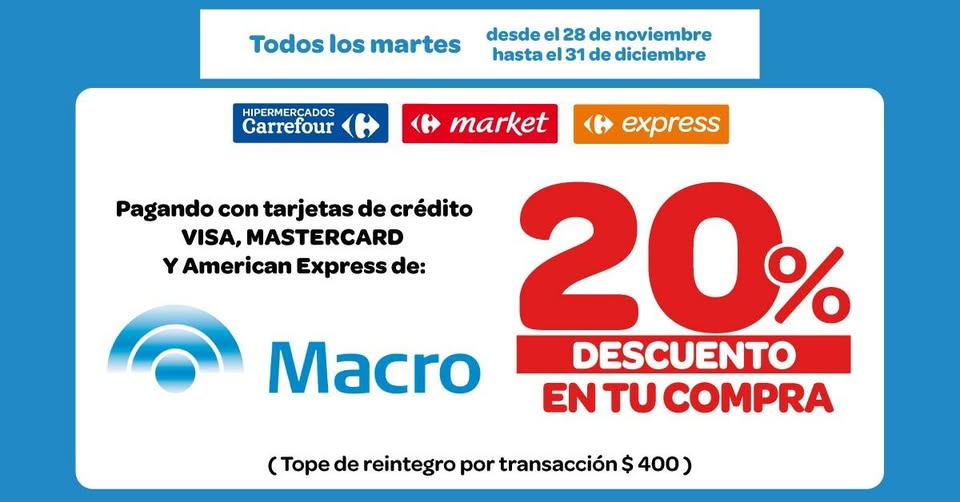 Todos los martes
desde el 28 de noviembre
hasta el 31 de diciembre
HIPERMERCADOS
Carrefour
market
express
Pagando con tarjetas de crédito
VISA, MASTERCARD
Y American Express de:
Macro
20%
DESCUENTO
EN TU COMPRA
( Tope de reintegro por transacción $ 400 )